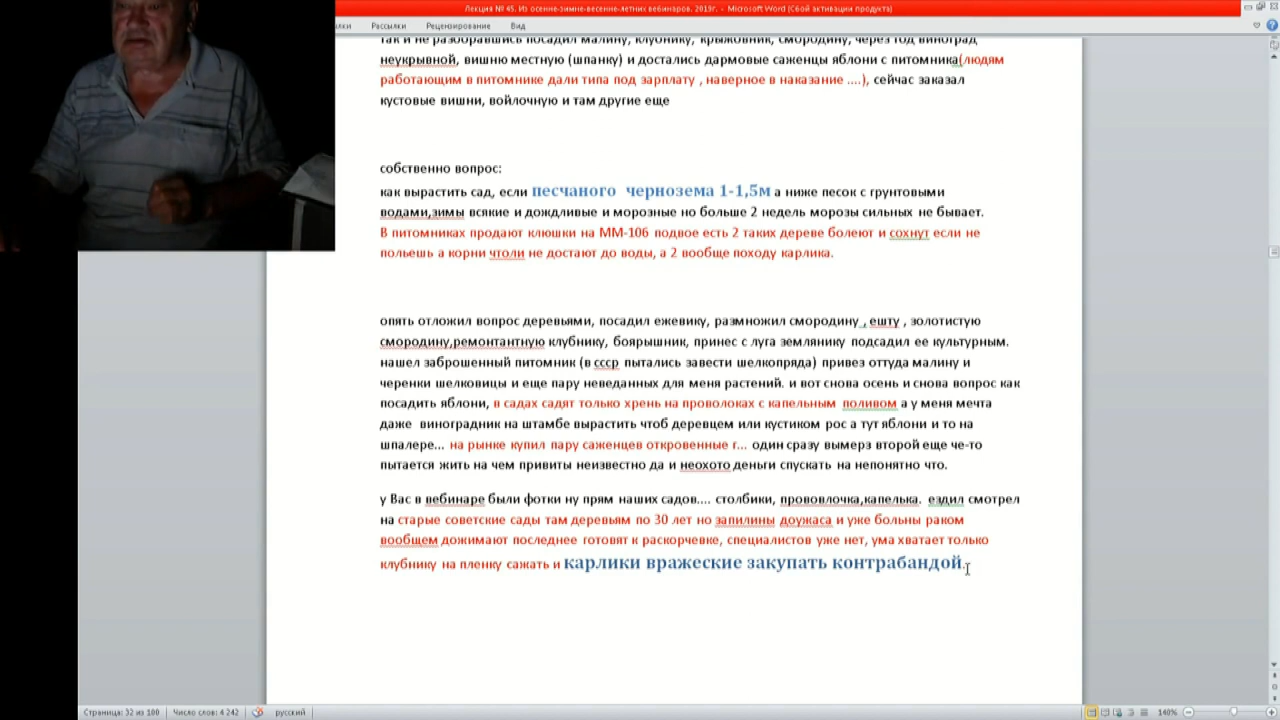 Лекция № 45. Из осенне-зимне-весенне-летних вебинаров. 2019г. - Microsoft Word (Сбой активации продукта)
Рассылки Рецензирование Вид
так и не разобравшись посадил малину, клубнику, крыжовник, смородину, через год виноград
неукрывной, вишню местную (шпанку) и достались дармовые саженцы яблони с питомника(людям
работающим в питомнике дали типа под зарплату , наверное в наказание ....), сейчас заказал
кустовые вишни, войлочную и там другие еще
собственно вопрос:
как вырастить сад, если песчаного чернозема 1-1,5м а ниже песок с грунтовыми
водами,зимы всякие и дождливые и морозные но больше 2 недель морозы сильных не бывает.
В питомниках продают клюшки на ММ-106 подвое есть 2 таких дереве болеют и сохнут если не
польешь а корни чтоли не достают до воды, а 2 вообще походу карлика.
опять отложил вопрос деревьями, посадил ежевику, размножил смородину , ешту , золотистую
смородину,ремонтантную клубнику, боярышник, принес с луга землянику подсадил ее культурным.
нашел заброшенный питомник (в ссср пытались завести шелкопряда) привез оттуда малину и
черенки шелковицы и еще пару неведанных для меня растений. и вот снова осень и снова вопрос как
посадить яблони, в садах садят только хрень на проволоках с капельным поливом а у меня мечта
даже виноградник на штамбе вырастить чтоб деревцем или кустиком рос а тут яблони и то на
шпалере... на рынке купил пару саженцев откровенные г... один сразу вымерз второй еще че-то
пытается жить на чем привиты неизвестно да и неохото деньги спускать на непонятно что.
у Вас в вебинаре были фотки ну прям наших садов.... столбики, прововлочка,капелька. ездил смотрел
на старые советские сады там деревьям по 30 лет но запилины доужаса и уже больны раком
вообщем дожимают последнее готовят к раскорчевке, специалистов уже нет, ума хватает только
клубнику на пленку сажать и карлики вражеские закупать контрабандой.
Страница: 32 из 100 Число слов: 4 242 русский 140%